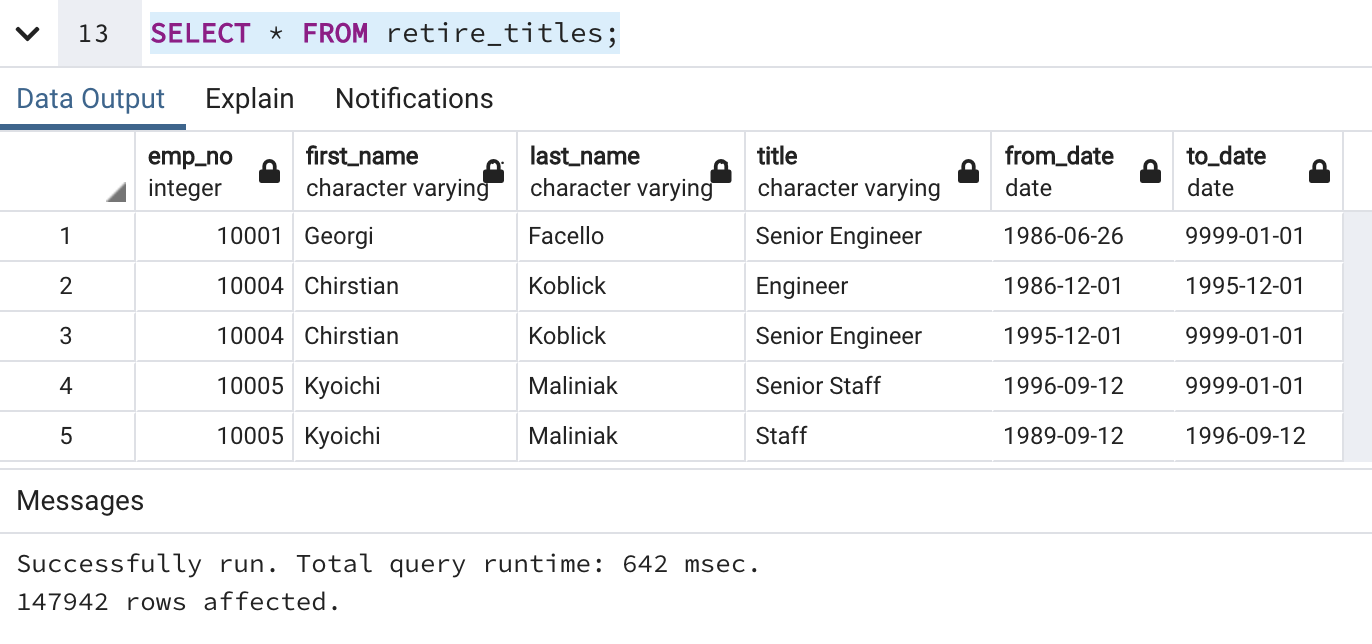 13 SELECT * FROM retire_titles;
Data Output Explain Notifications
emp_no first_name last_name title from_date to_date
integer character varying character varying character varying date date
1 10001 Georgi Facello Senior Engineer 1986-06-26 9999-01-01
2 10004 Chirstian Koblick Engineer 1986-12-01 1995-12-01
3 10004 Chirstian Koblick Senior Engineer 1995-12-01 9999-01-01
4 10005 Kyoichi Maliniak Senior Staff 1996-09-12 9999-01-01
5 10005 Kyoichi Maliniak Staff 1989-09-12 1996-09-12
Messages
Successfully run. Total query runtime: 642 msec.
147942 rows affected.